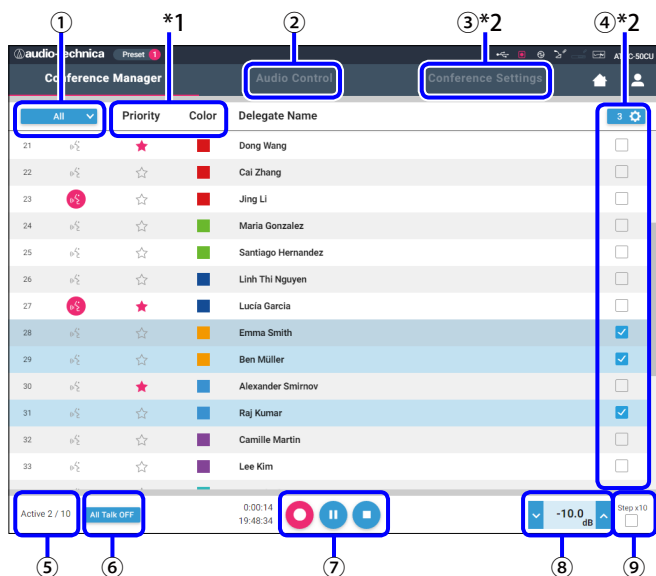 ① *1 ② ③*2 ④*2
audio-technica Preset 1
Conference Manager Audio Control Conference Settings
All Priority Color Delegate Name 3
21 Dong Wang
22 Cai Zhang
23 Jing Li
24 Maria Gonzalez
25 Santiago Hernandez
26 Linh Thi Nguyen
27 Lucía Garcia
28 Emma Smith
29 Ben Müller
30 Alexander Smirnov
31 Raj Kumar
32 Camille Martin
33 Lee Kim
Active 2 / 10 All Talk OFF 0:00:14 -10.0 Step x10
19:48:34 dB
⑤ ⑥ ⑦ ⑧ ⑨